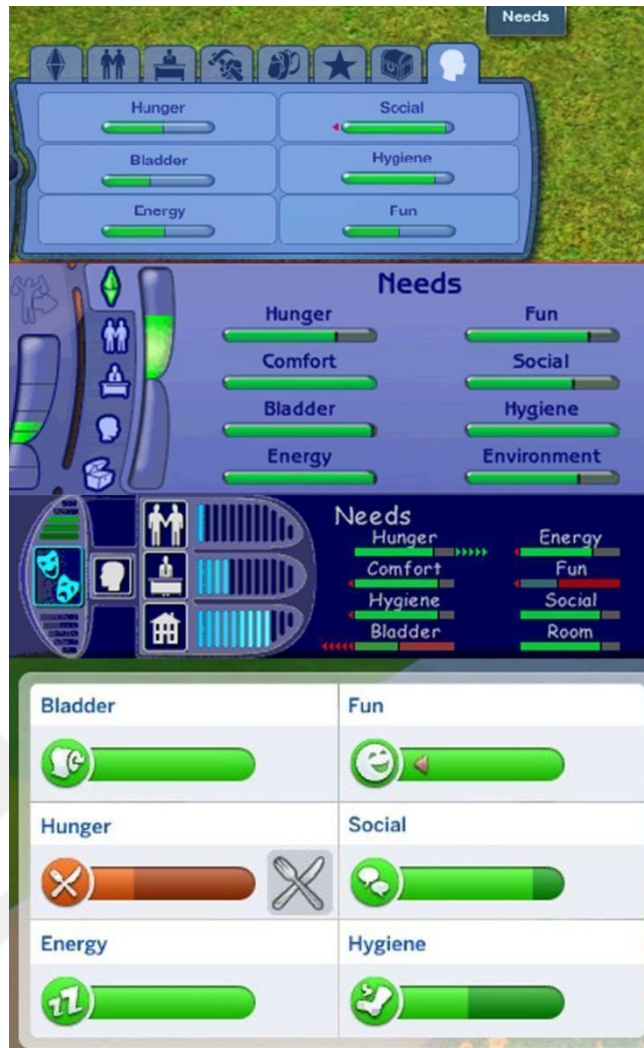 Needs
Hunger Social
Bladder Hygiene
Energy Fun
Needs
Hunger Fun
Comfort Social
Bladder Hygiene
Energy Environment
Needs
Hunger Energy
Comfort Fun
Hygiene Social
Bladder Room
Bladder Fun
Hunger Social
Energy Hygiene